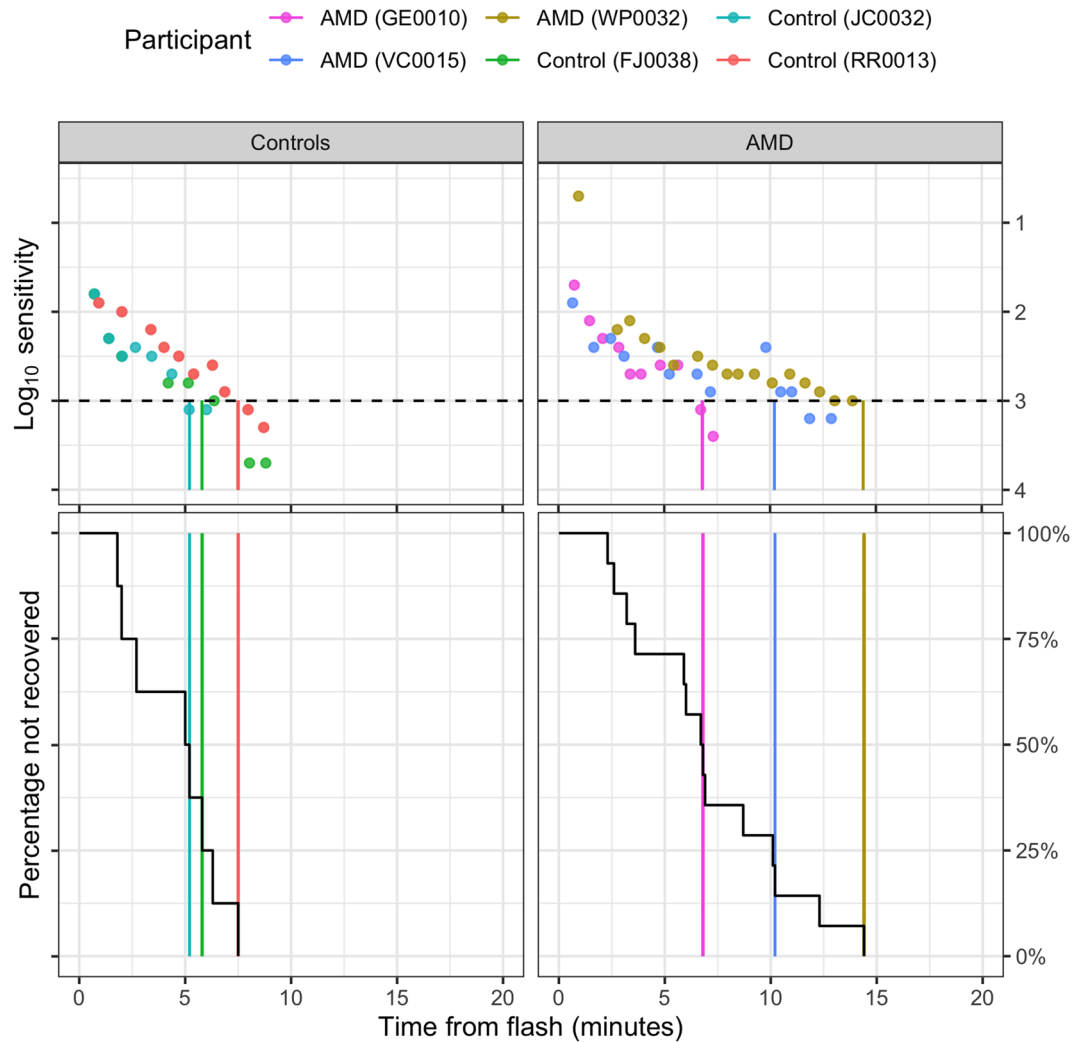 Participant
AMD (GE0010) AMD (WP0032) Control (JC0032)
AMD (VC0015) Control (FJ0038) Control (RR0013)
Controls AMD
Log10 sensitivity
1
2
3
4
Percentage not recovered
100%
75%
50%
25%
0%
0 5 10 15 20 0 5 10 15 20
Time from flash (minutes)